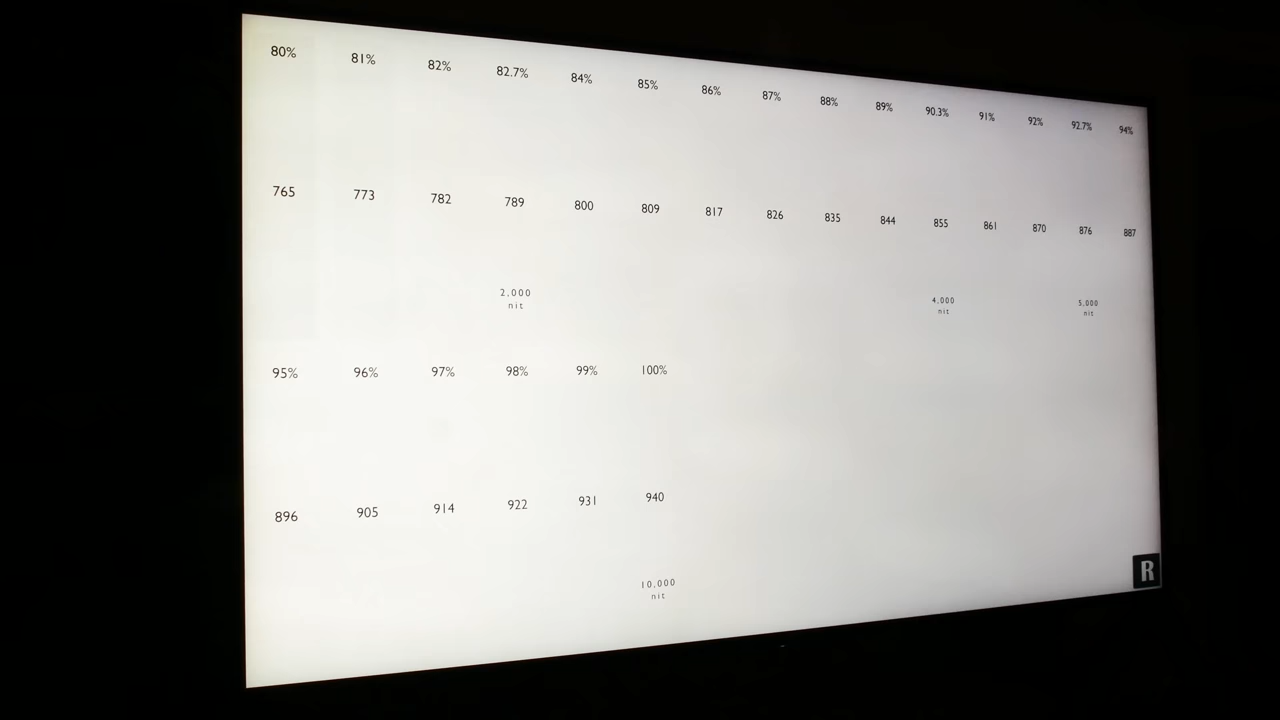 80% 81% 82% 82.7% 84% 85% 86% 87% 88% 89% 90.3% 91% 92% 92.7% 94%
765 773 782 789 800 809 817 826 835 844 855 861 870 876 887
2,000 4,000 5,000
nit nit nit
95% 96% 97% 98% 99% 100%
896 905 914 922 931 940
10,000
nit
R